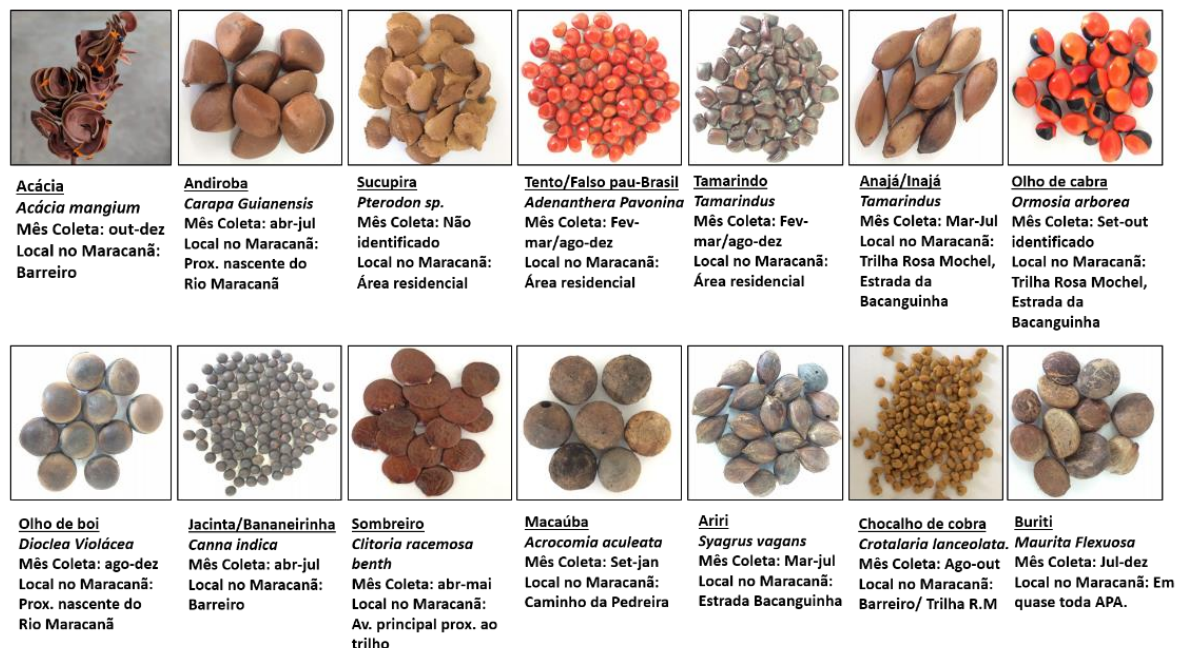 Acácia
Acácia mangium
Mês Coleta: out-dez
Local no Maracanã:
Barreiro
Andiroba
Carapa Guianensis
Mês Coleta: abr-jul
Local no Maracanã:
Prox. nascente do
Rio Maracanã
Sucupira
Pterodon sp.
Mês Coleta: Não
identificado
Local no Maracanã:
Área residencial
Tento/Falso pau-Brasil
Adenanthera Pavonina
Mês Coleta: Fev-
mar/ago-dez
Local no Maracanã:
Área residencial
Tamarindo
Tamarindus
Mês Coleta: Fev-
mar/ago-dez
Local no Maracanã:
Área residencial
Anajá/Inajá
Tamarindus
Mês Coleta: Mar-Jul
Local no Maracanã:
Trilha Rosa Mochel,
Estrada da
Bacanguinha
Olho de cabra
Ormosia arborea
Mês Coleta: Set-out
identificado
Local no Maracanã:
Trilha Rosa Mochel,
Estrada da
Bacanguinha
Olho de boi
Dioclea Violácea
Mês Coleta: ago-dez
Local no Maracanã:
Prox. nascente do
Rio Maracanã
Jacinta/Bananeirinha
Canna indica
Mês Coleta: abr-jul
Local no Maracanã:
Barreiro
Sombreiro
Clitoria racemosa
benth
Mês Coleta: abr-mai
Local no Maracanã:
Av. principal prox. ao
trilho
Macaúba
Acrocomia aculeata
Mês Coleta: Set-jan
Local no Maracanã:
Caminho da Pedreira
Ariri
Syagrus vagans
Mês Coleta: Mar-jul
Local no Maracanã:
Estrada Bacanguinha
Chocalho de cobra
Crotalaria lanceolata.
Mês Coleta: Ago-out
Local no Maracanã:
Barreiro/ Trilha R.M
Buriti
Maurita Flexuosa
Mês Coleta: Jul-dez
Local no Maracanã: Em
quase toda APA.